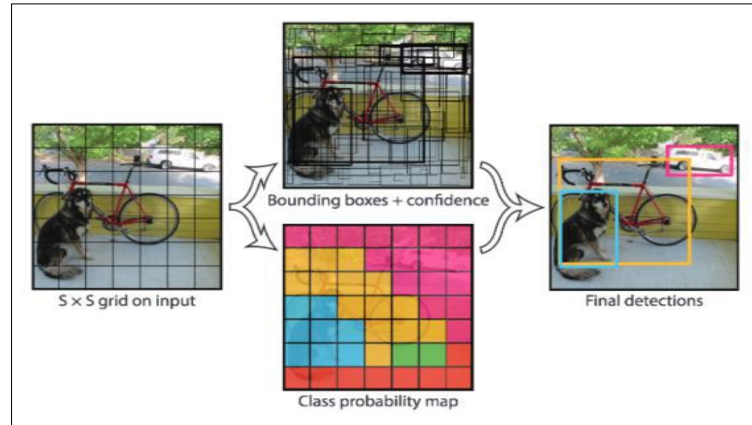 Bounding boxes + confidence
S × S grid on input
Final detections
Class probability map